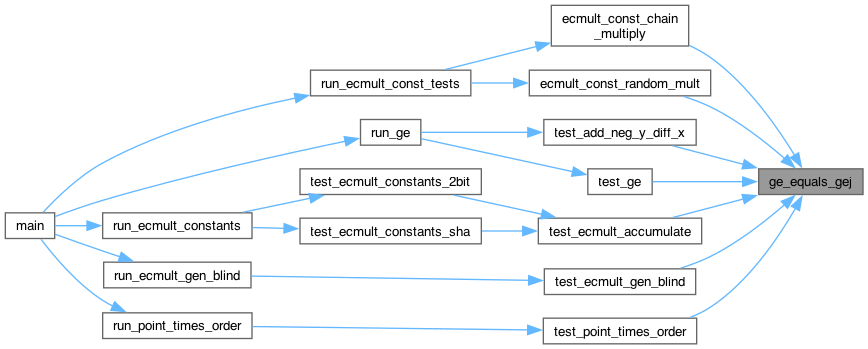 ecmult_const_chain
_multiply
run_ecmult_const_tests
ecmult_const_random_mult
run_ge
test_add_neg_y_diff_x
test_ecmult_constants_2bit
test_ge
ge_equals_gej
main
run_ecmult_constants
test_ecmult_constants_sha
test_ecmult_accumulate
run_ecmult_gen_blind
test_ecmult_gen_blind
run_point_times_order
test_point_times_order